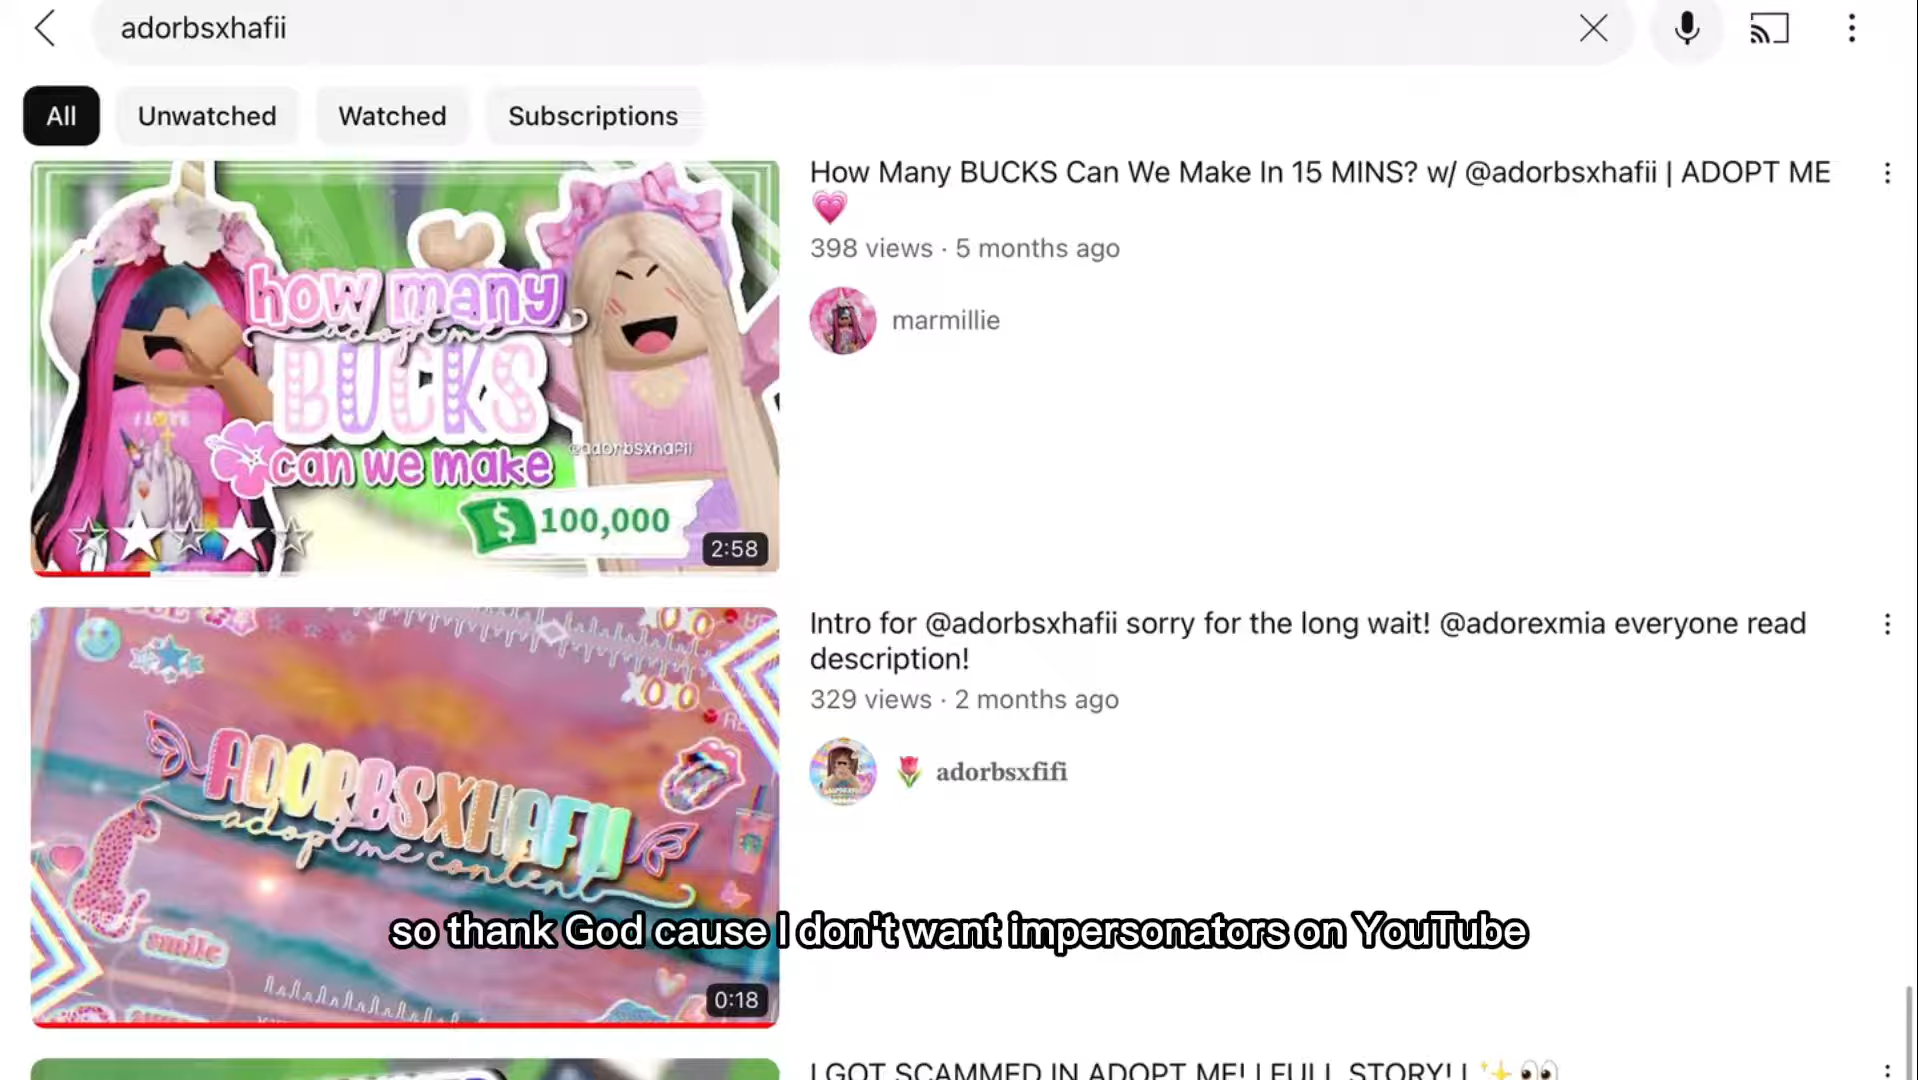 adorbsxhafii
All
Unwatched
Watched
Subscriptions
how many
adopt me
BUCKS
can we make
@adorbsxhafii
$ 100,000
2:58
How Many BUCKS Can We Make In 15 MINS? w/ @adorbsxhafii | ADOPT ME
💗
398 views · 5 months ago
marmillie
XOXO
XOXO
ADORBSXHAFII
adopt me content
smile
0:18
Intro for @adorbsxhafii sorry for the long wait! @adorexmia everyone read
description!
329 views · 2 months ago
🌷 adorbsxfifi
so thank God cause I don't want impersonators on YouTube
I GOT SCAMMED IN ADOPT ME! | FULL STORY! | ✨👀